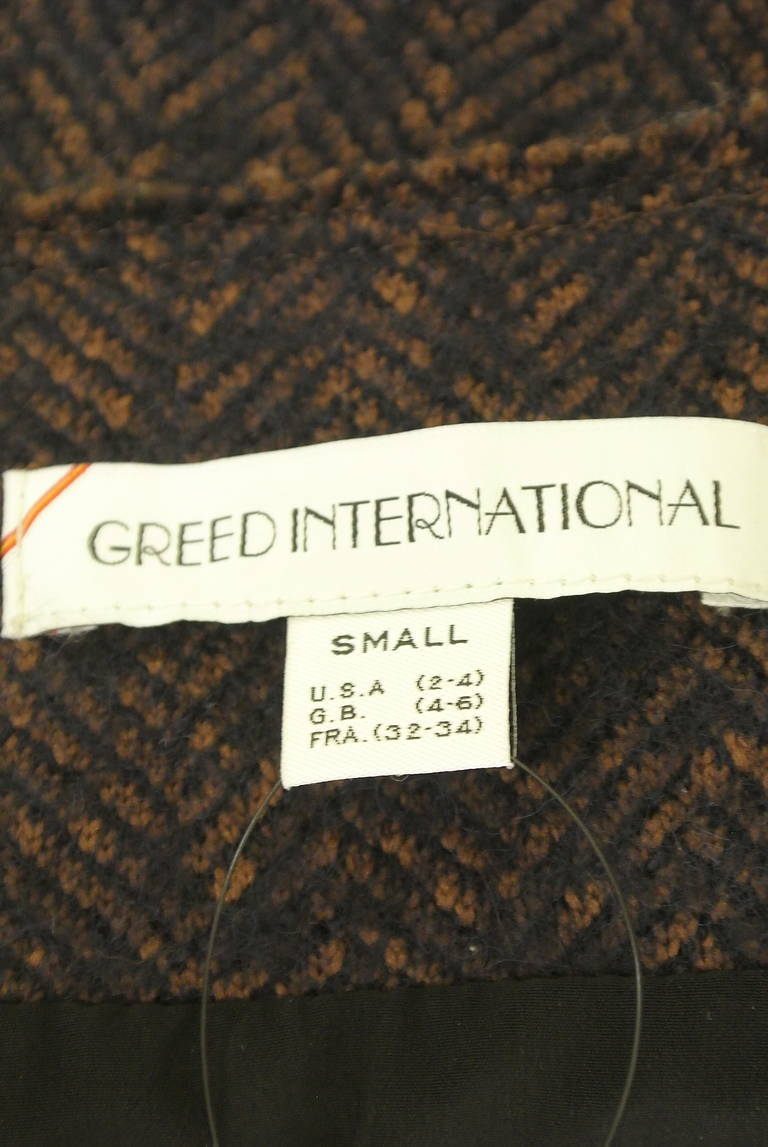 GREED INTERNATIONAL
SMALL
U.S.A (2-4)
G.B. (4-6)
FRA. (32-34)